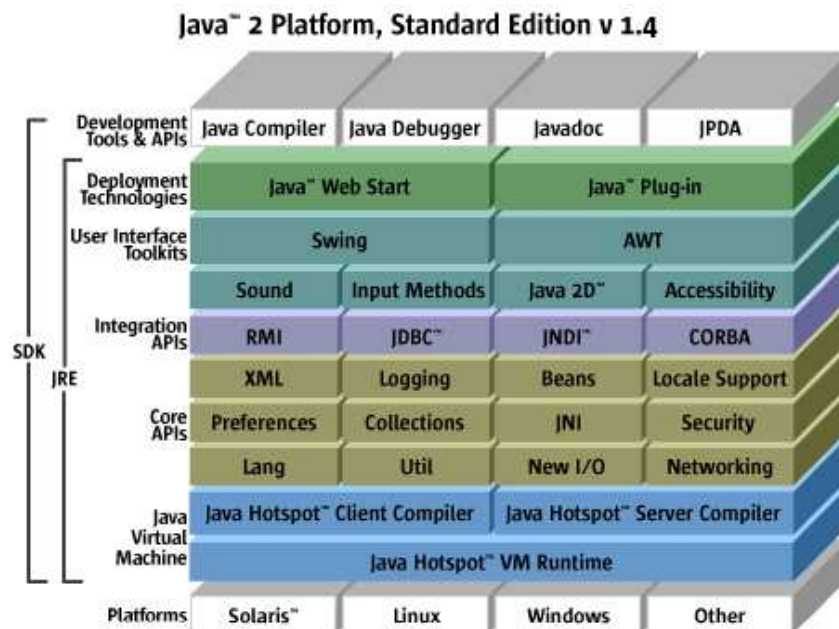 Java™ 2 Platform, Standard Edition v 1.4
Development
Tools & APIs
Java Compiler
Java Debugger
Javadoc
JPDA
Deployment
Technologies
Java™ Web Start
Java™ Plug-in
User Interface
Toolkits
Swing
AWT
Sound
Input Methods
Java 2D™
Accessibility
Integration
APIs
RMI
JDBC™
JNDI™
CORBA
SDK
JRE
XML
Logging
Beans
Locale Support
Core
APIs
Preferences
Collections
JNI
Security
Lang
Util
New I/O
Networking
Java
Virtual
Machine
Java Hotspot™ Client Compiler
Java Hotspot™ Server Compiler
Java Hotspot™ VM Runtime
Platforms
Solaris™
Linux
Windows
Other